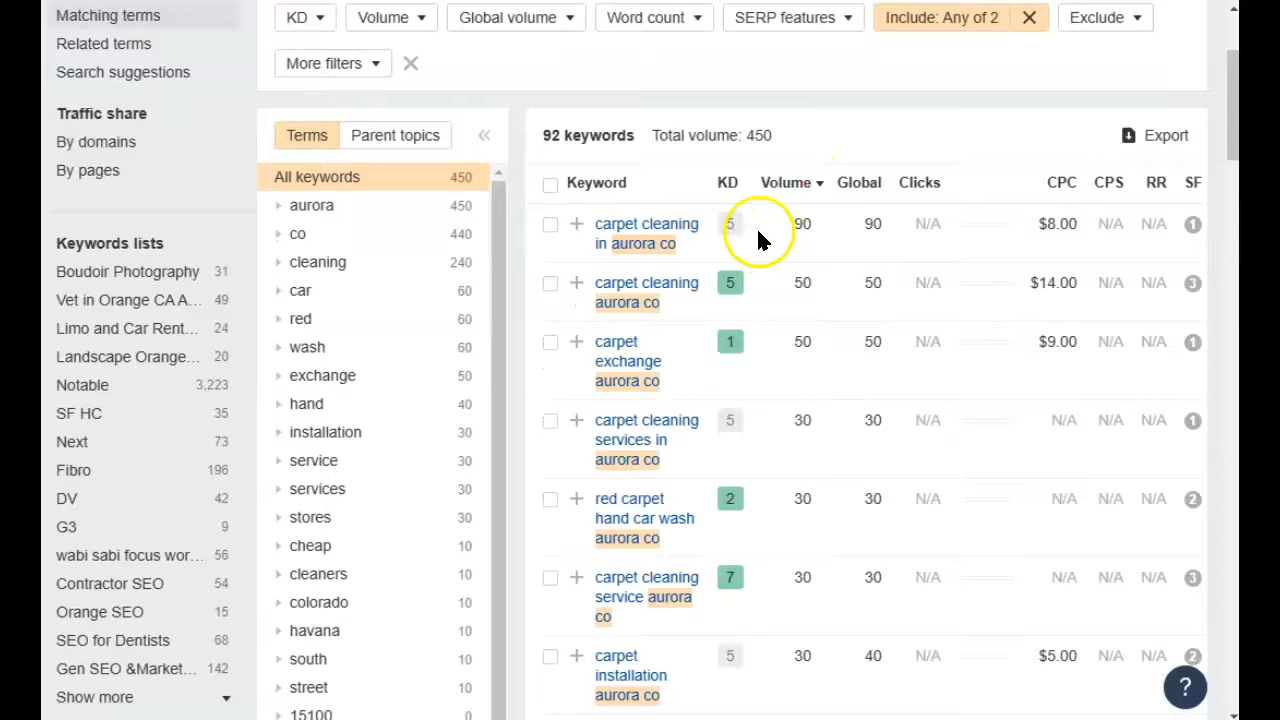 Matching terms
Related terms
Search suggestions
Traffic share
By domains
By pages
Keywords lists
Boudoir Photography 31
Vet in Orange CA A... 49
Limo and Car Rent... 24
Landscape Orange... 20
Notable 3,223
SF HC 35
Next 73
Fibro 196
DV 42
G3 9
wabi sabi focus wor... 56
Contractor SEO 54
Orange SEO 15
SEO for Dentists 68
Gen SEO &Market... 142
Show more
KD Volume Global volume Word count SERP features Include: Any of 2 Exclude
More filters
Terms Parent topics
All keywords 450
aurora 450
co 440
cleaning 240
car 60
red 60
wash 60
exchange 50
hand 40
installation 30
service 30
services 30
stores 30
cheap 10
cleaners 10
colorado 10
havana 10
south 10
street 10
15100 0
92 keywords Total volume: 450 Export
Keyword KD Volume Global Clicks CPC CPS RR SF
carpet cleaning 5 90 90 N/A $8.00 N/A N/A 1
in aurora co
carpet cleaning 5 50 50 N/A $14.00 N/A N/A 3
aurora co
carpet 1 50 50 N/A $9.00 N/A N/A 1
exchange
aurora co
carpet cleaning 5 30 30 N/A N/A N/A N/A 1
services in
aurora co
red carpet 2 30 30 N/A N/A N/A N/A 2
hand car wash
aurora co
carpet cleaning 7 30 30 N/A N/A N/A N/A 3
service aurora
co
carpet 5 30 40 N/A $5.00 N/A N/A 2
installation
aurora co
?